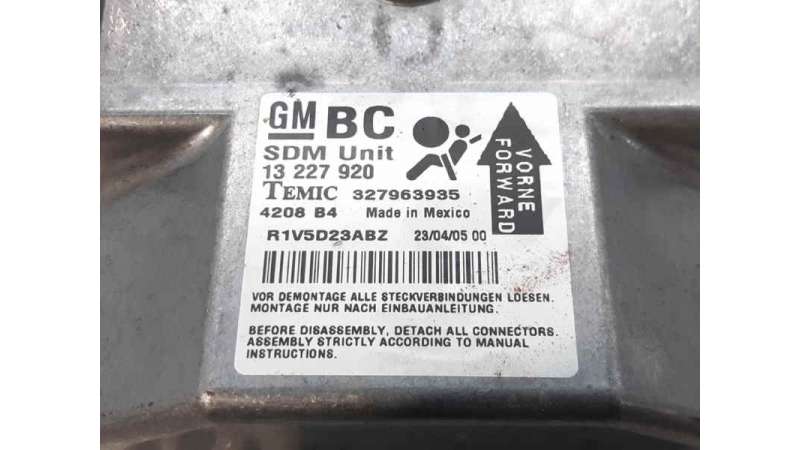 GM BC
SDM Unit
13 227 920
TEMIC 327963935
4208 B4 Made in Mexico
R1V5D23ABZ 23/04/05 00
VORNE
FORWARD
VOR DEMONTAGE ALLE STECKVERBINDUNGEN LOESEN.
MONTAGE NUR NACH EINBAUANLEITUNG.
BEFORE DISASSEMBLY, DETACH ALL CONNECTORS.
ASSEMBLY STRICTLY ACCORDING TO MANUAL
INSTRUCTIONS.